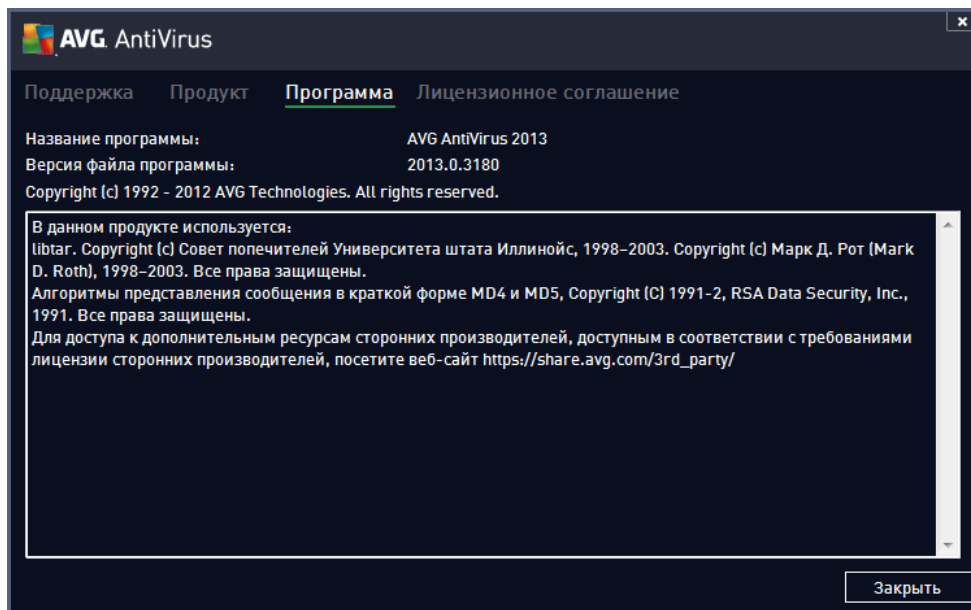 AVG. AntiVirus
Поддержка Продукт Программа Лицензионное соглашение
Название программы: AVG AntiVirus 2013
Версия файла программы: 2013.0.3180
Copyright (c) 1992 - 2012 AVG Technologies. All rights reserved.
В данном продукте используется:
libtar. Copyright (c) Совет попечителей Университета штата Иллинойс, 1998–2003. Copyright (c) Марк Д. Рот (Mark
D. Roth), 1998–2003. Все права защищены.
Алгоритмы представления сообщения в краткой форме MD4 и MD5, Copyright (C) 1991-2, RSA Data Security, Inc.,
1991. Все права защищены.
Для доступа к дополнительным ресурсам сторонних производителей, доступным в соответствии с требованиями
лицензии сторонних производителей, посетите веб-сайт https://share.avg.com/3rd_party/
Закрыть